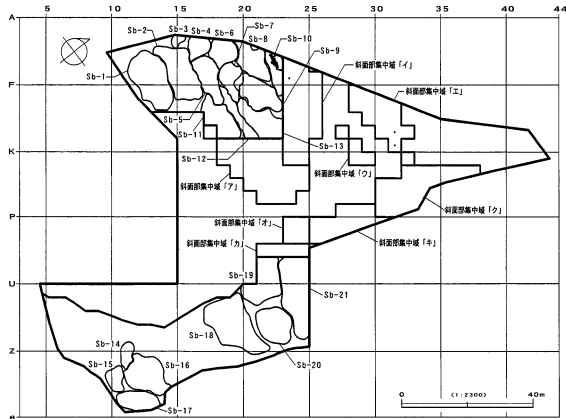 5 10 15 20 25 30 35 40 44
A
F
K
P
U
Z
Sb-1
Sb-2
Sb-3
Sb-4
Sb-6
Sb-7
Sb-8
Sb-10
Sb-9
斜面部集中域「イ」
斜面部集中域「エ」
Sb-5
Sb-11
Sb-12
Sb-13
斜面部集中域「ア」
斜面部集中域「ウ」
斜面部集中域「オ」
斜面部集中域「ク」
斜面部集中域「カ」
斜面部集中域「キ」
Sb-19
Sb-21
Sb-18
Sb-20
Sb-14
Sb-15
Sb-16
Sb-17
0 (1:2300) 40m